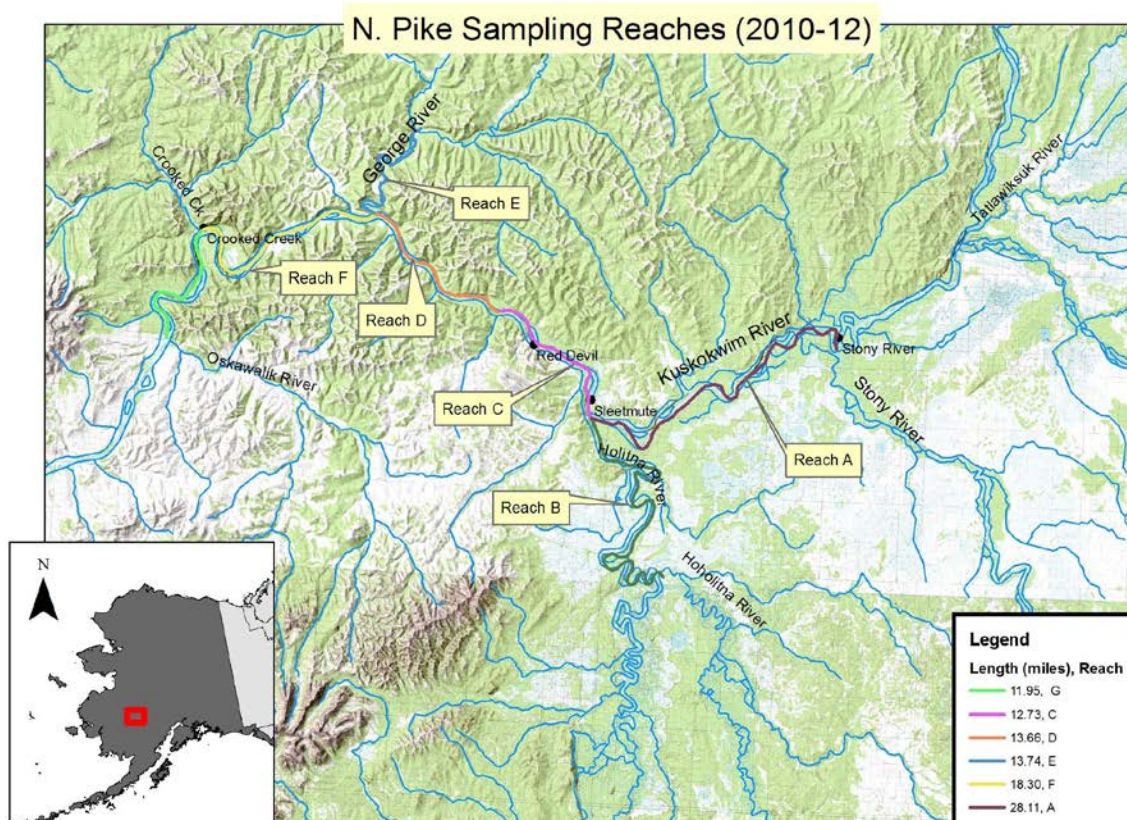 N. Pike Sampling Reaches (2010-12)
George River
Tatlawiksuk River
Crooked Ck
Reach E
Crooked Creek
Reach F
Reach D
Kuskokwim River
Stony River
Red Devil
Oskawalik River
Stony River
Reach C
Sleetmute
Reach A
Holitna River
Reach B
Hoholitna River
N
Legend
Length (miles), Reach
11.95, G
12.73, C
13.66, D
13.74, E
18.30, F
28.11, A